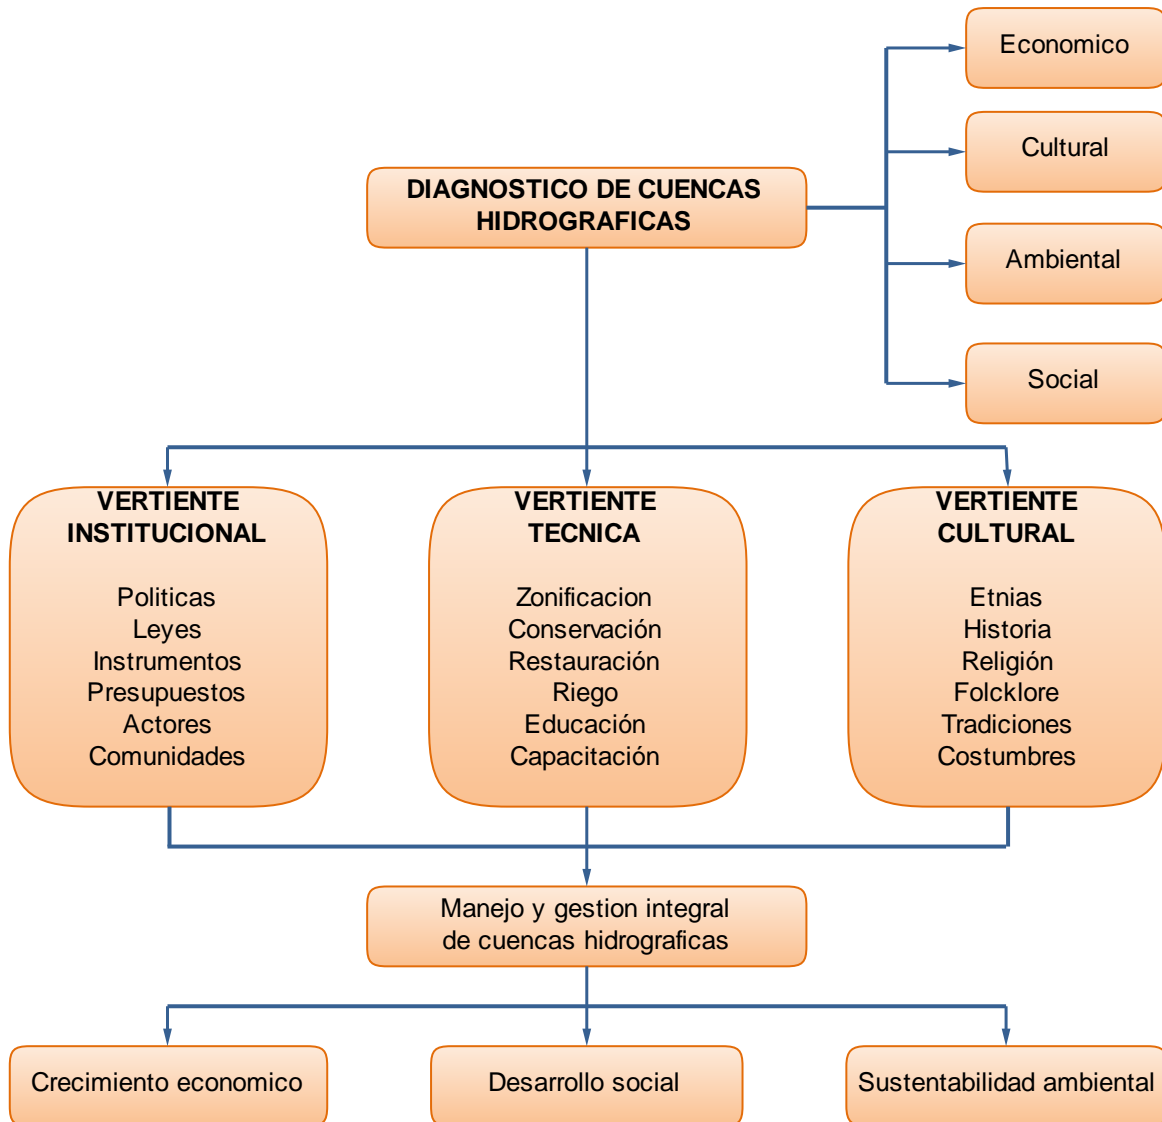 Economico
Cultural
DIAGNOSTICO DE CUENCAS
HIDROGRAFICAS
Ambiental
Social
VERTIENTE
INSTITUCIONAL
Politicas
Leyes
Instrumentos
Presupuestos
Actores
Comunidades
VERTIENTE
TECNICA
Zonificacion
Conservación
Restauración
Riego
Educación
Capacitación
VERTIENTE
CULTURAL
Etnias
Historia
Religión
Folcklore
Tradiciones
Costumbres
Manejo y gestion integral
de cuencas hidrograficas
Crecimiento economico
Desarrollo social
Sustentabilidad ambiental